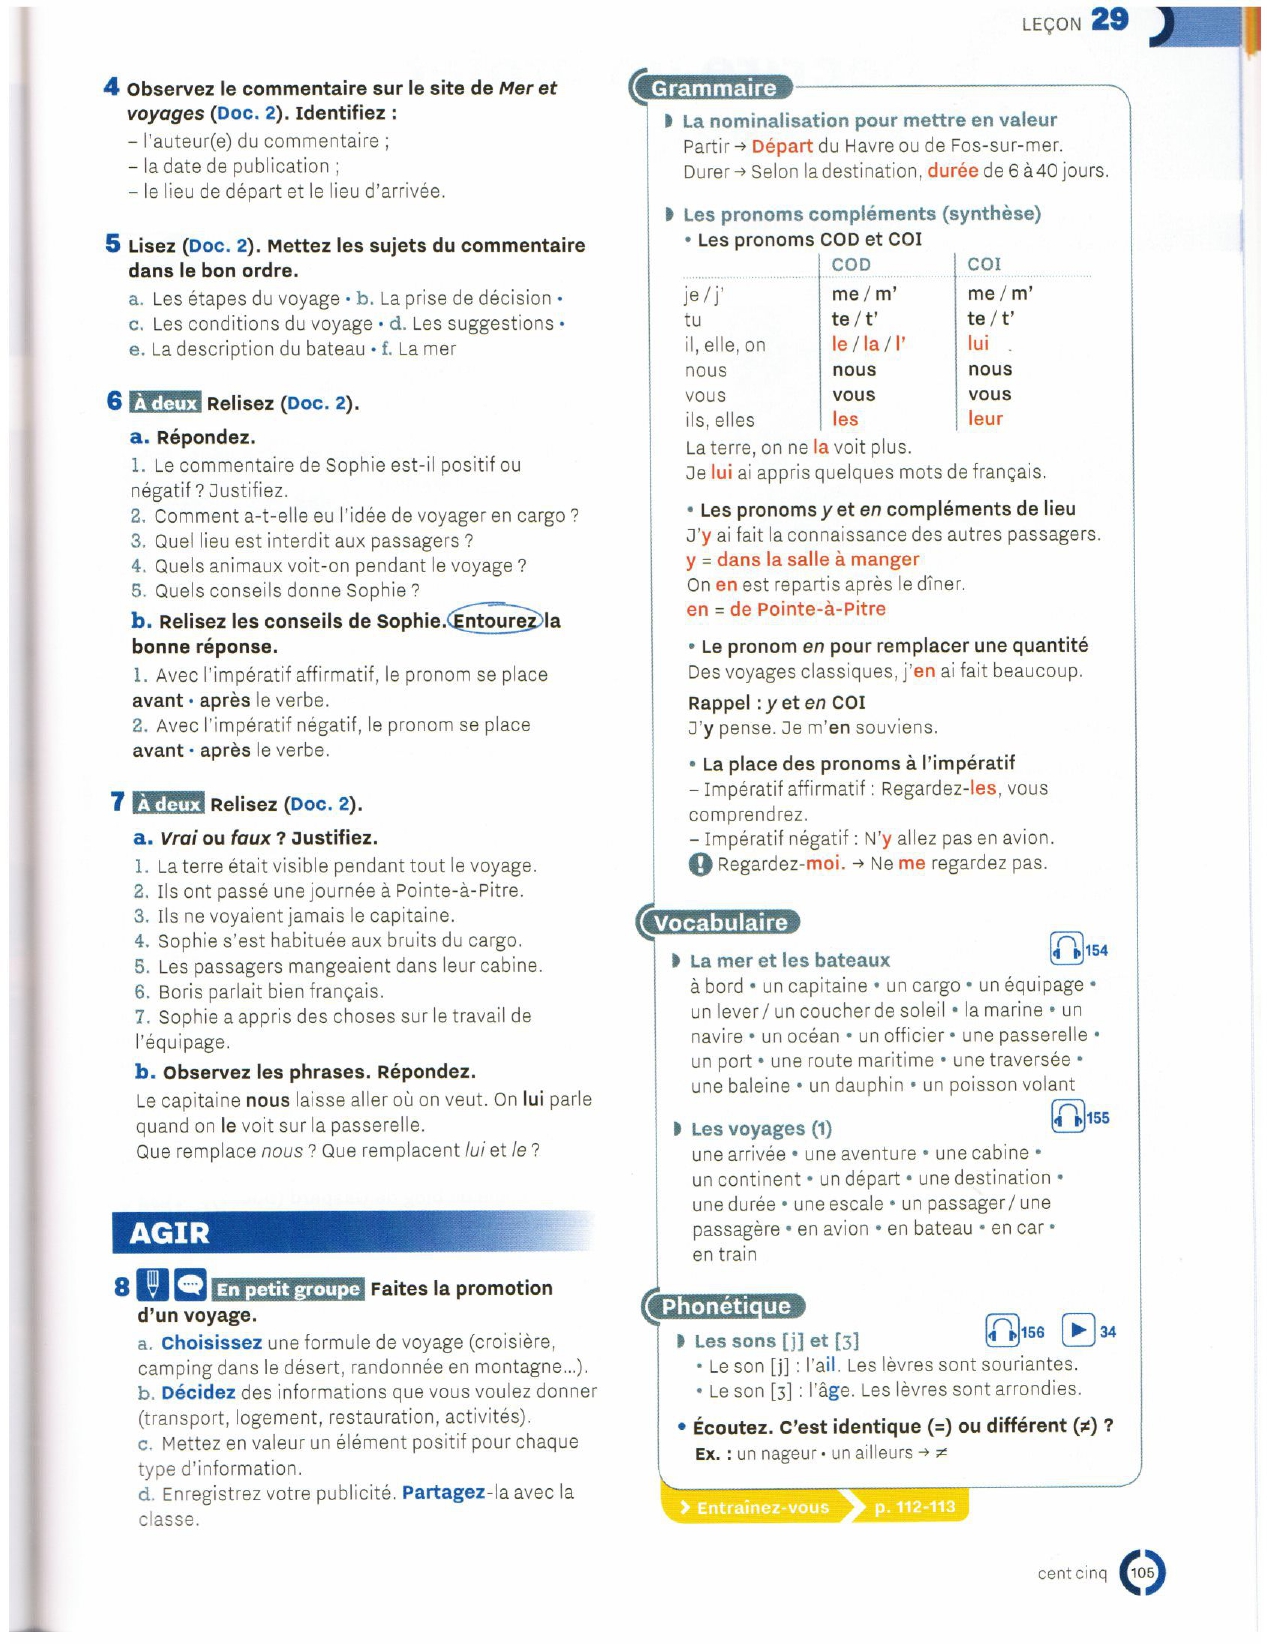 LEÇON 29
4 Observez le commentaire sur le site de Mer et
voyages (Doc. 2). Identifiez :
– l'auteur(e) du commentaire ;
– la date de publication ;
– le lieu de départ et le lieu d'arrivée.
5 Lisez (Doc. 2). Mettez les sujets du commentaire
dans le bon ordre.
a. Les étapes du voyage • b. La prise de décision •
c. Les conditions du voyage • d. Les suggestions •
e. La description du bateau • f. La mer
6 À deux Relisez (Doc. 2).
a. Répondez.
1. Le commentaire de Sophie est-il positif ou
négatif ? Justifiez.
2. Comment a-t-elle eu l'idée de voyager en cargo ?
3. Quel lieu est interdit aux passagers ?
4. Quels animaux voit-on pendant le voyage ?
5. Quels conseils donne Sophie ?
b. Relisez les conseils de Sophie. Entourez la
bonne réponse.
1. Avec l'impératif affirmatif, le pronom se place
avant • après le verbe.
2. Avec l'impératif négatif, le pronom se place
avant • après le verbe.
7 À deux Relisez (Doc. 2).
a. Vrai ou faux ? Justifiez.
1. La terre était visible pendant tout le voyage.
2. Ils ont passé une journée à Pointe-à-Pitre.
3. Ils ne voyaient jamais le capitaine.
4. Sophie s'est habituée aux bruits du cargo.
5. Les passagers mangeaient dans leur cabine.
6. Boris parlait bien français.
7. Sophie a appris des choses sur le travail de
l'équipage.
b. Observez les phrases. Répondez.
Le capitaine nous laisse aller où on veut. On lui parle
quand on le voit sur la passerelle.
Que remplace nous ? Que remplacent lui et le ?
AGIR
8 En petit groupe Faites la promotion
d'un voyage.
a. Choisissez une formule de voyage (croisière,
camping dans le désert, randonnée en montagne...).
b. Décidez des informations que vous voulez donner
(transport, logement, restauration, activités).
c. Mettez en valeur un élément positif pour chaque
type d'information.
d. Enregistrez votre publicité. Partagez-la avec la
classe.
Grammaire
La nominalisation pour mettre en valeur
Partir → Départ du Havre ou de Fos-sur-mer.
Durer → Selon la destination, durée de 6 à 40 jours.
Les pronoms compléments (synthèse)
• Les pronoms COD et COI
COD COI
je / j' me / m' me / m'
tu te / t' te / t'
il, elle, on le / la / l' lui
nous nous nous
vous vous vous
ils, elles les leur
La terre, on ne la voit plus.
Je lui ai appris quelques mots de français.
• Les pronoms y et en compléments de lieu
J'y ai fait la connaissance des autres passagers.
y = dans la salle à manger
On en est repartis après le dîner.
en = de Pointe-à-Pitre
• Le pronom en pour remplacer une quantité
Des voyages classiques, j'en ai fait beaucoup.
Rappel : y et en COI
J'y pense. Je m'en souviens.
• La place des pronoms à l'impératif
– Impératif affirmatif : Regardez-les, vous
comprendrez.
– Impératif négatif : N'y allez pas en avion.
! Regardez-moi. → Ne me regardez pas.
Vocabulaire
La mer et les bateaux 154
à bord • un capitaine • un cargo • un équipage •
un lever / un coucher de soleil • la marine • un
navire • un océan • un officier • une passerelle •
un port • une route maritime • une traversée •
une baleine • un dauphin • un poisson volant
Les voyages (1) 155
une arrivée • une aventure • une cabine •
un continent • un départ • une destination •
une durée • une escale • un passager / une
passagère • en avion • en bateau • en car •
en train
Phonétique
Les sons [j] et [ʒ] 156 34
• Le son [j] : l'ail. Les lèvres sont souriantes.
• Le son [ʒ] : l'âge. Les lèvres sont arrondies.
• Écoutez. C'est identique (=) ou différent (≠) ?
Ex. : un nageur • un ailleurs → ≠
> Entraînez-vous p. 112-113
cent cinq 105